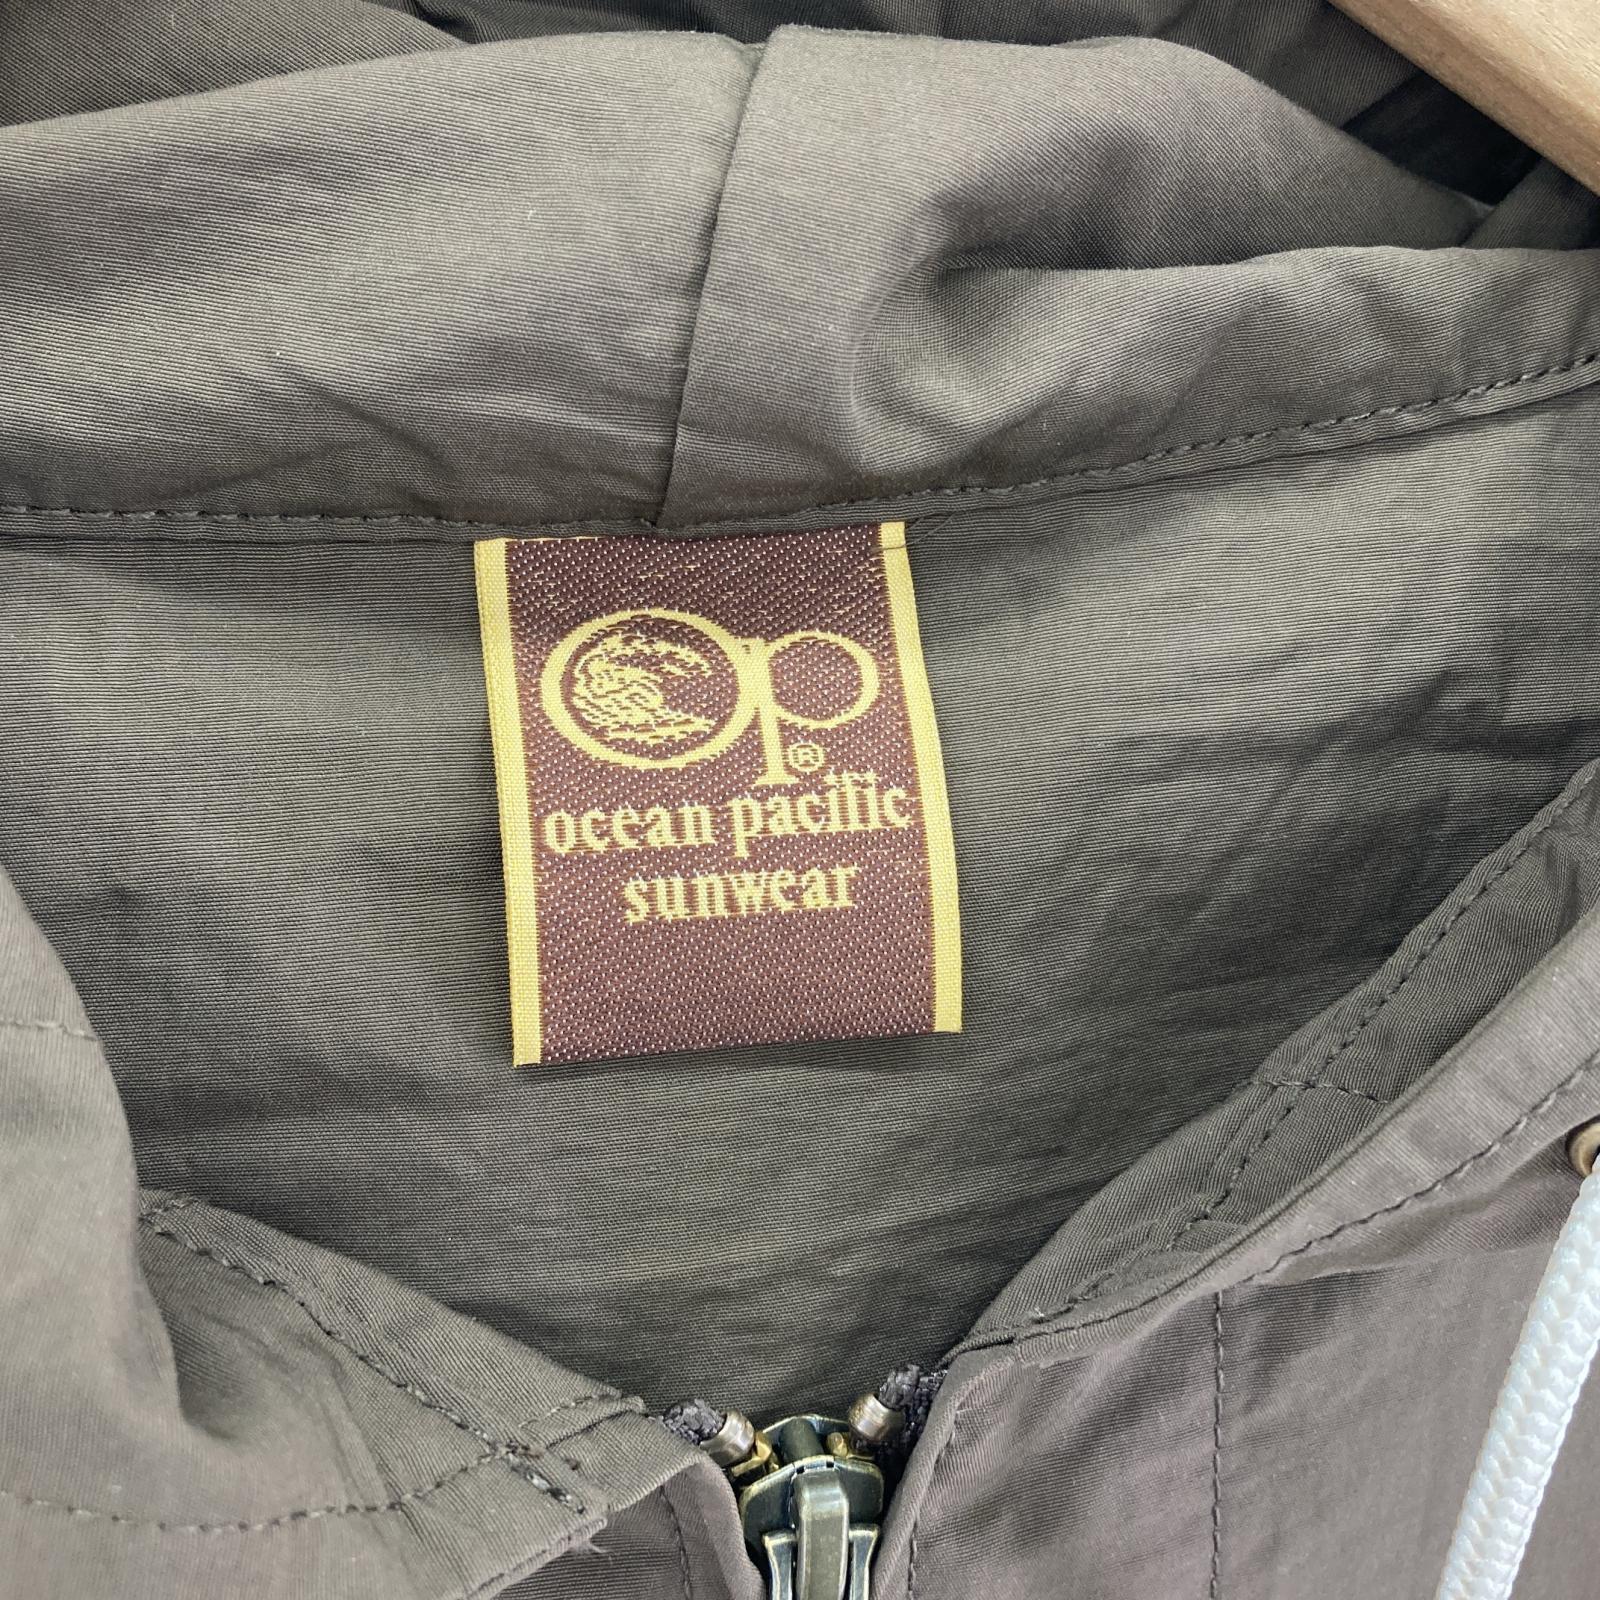 Op®
ocean pacific
sunwear